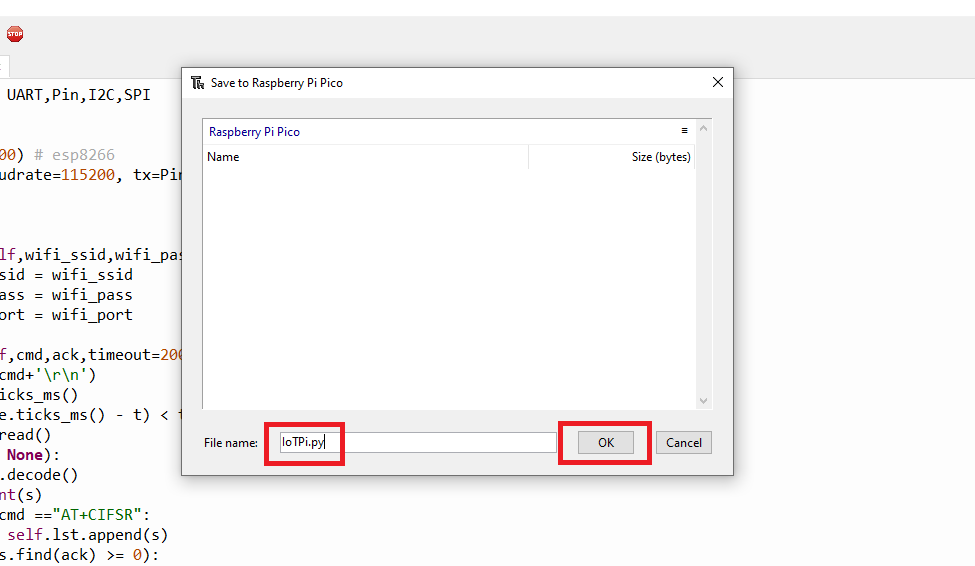 STOP
Save to Raspberry Pi Pico
UART,Pin,I2C,SPI
Raspberry Pi Pico
Name Size (bytes)
00) # esp8266
udrate=115200, tx=Pin
lf,wifi_ssid,wifi_pas
sid = wifi_ssid
ass = wifi_pass
ort = wifi_port
f,cmd,ack,timeout=200
cmd+'\r\n')
icks_ms()
e.ticks_ms() - t) < t
read()
None):
.decode()
nt(s)
cmd =="AT+CIFSR":
self.lst.append(s)
s.find(ack) >= 0):
File name: IoTPi.py OK Cancel